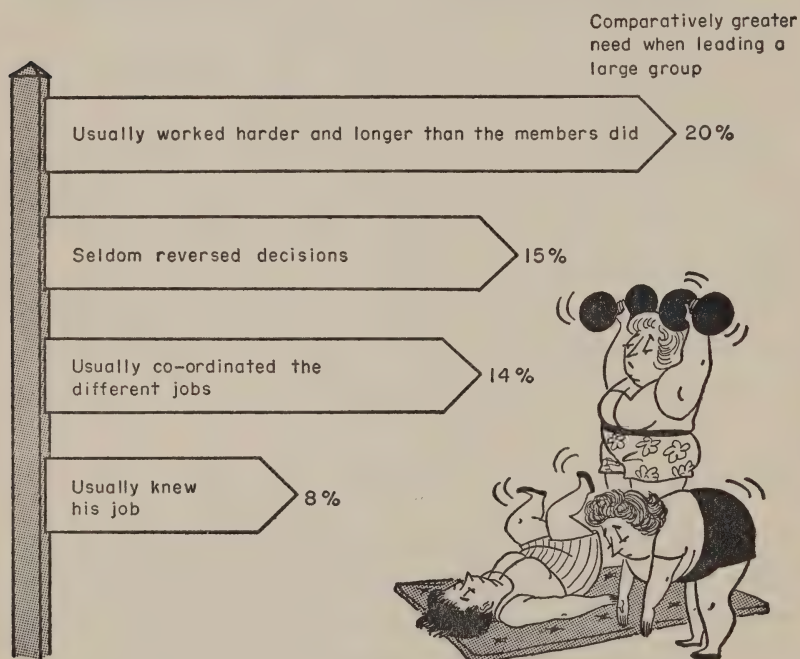 Comparatively greater
need when leading a
large group
Usually worked harder and longer than the members did 20%
Seldom reversed decisions 15%
Usually co-ordinated the
different jobs 14%
Usually knew
his job 8%